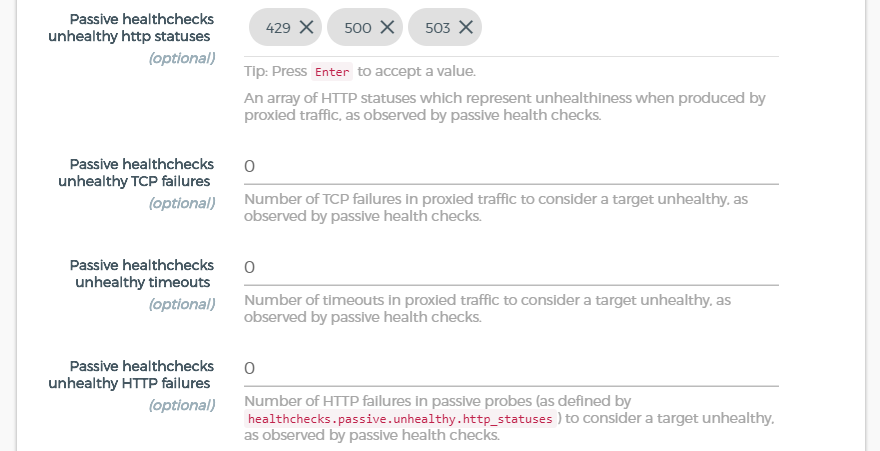 Passive healthchecks
unhealthy http statuses
(optional)
429 × 500 × 503 ×
Tip: Press Enter to accept a value.
An array of HTTP statuses which represent unhealthiness when produced by
proxied traffic, as observed by passive health checks.
Passive healthchecks
unhealthy TCP failures
(optional)
0
Number of TCP failures in proxied traffic to consider a target unhealthy, as
observed by passive health checks.
Passive healthchecks
unhealthy timeouts
(optional)
0
Number of timeouts in proxied traffic to consider a target unhealthy, as
observed by passive health checks.
Passive healthchecks
unhealthy HTTP failures
(optional)
0
Number of HTTP failures in passive probes (as defined by
healthchecks.passive.unhealthy.http_statuses ) to consider a target unhealthy,
as observed by passive health checks.